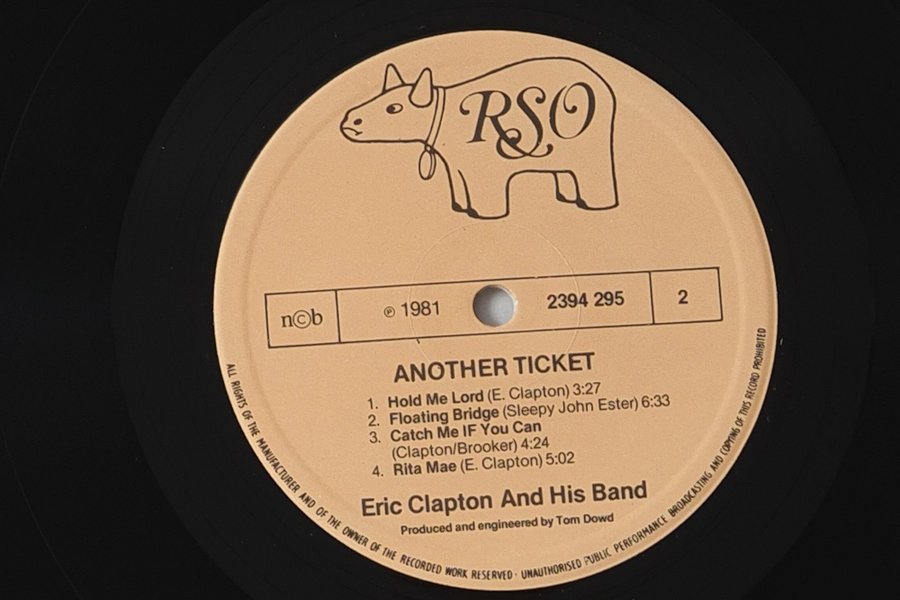 RSO
n©b ℗ 1981 2394 295 2
ANOTHER TICKET
1. Hold Me Lord (E. Clapton) 3:27
2. Floating Bridge (Sleepy John Ester) 6:33
3. Catch Me IF You Can
(Clapton/Brooker) 4:24
4. Rita Mae (E. Clapton) 5:02
Eric Clapton And His Band
Produced and engineered by Tom Dowd
ALL RIGHTS OF THE MANUFACTURER AND OF THE OWNER OF THE RECORDED WORK RESERVED · UNAUTHORISED PUBLIC PERFORMANCE BROADCASTING AND COPYING OF THIS RECORD PROHIBITED